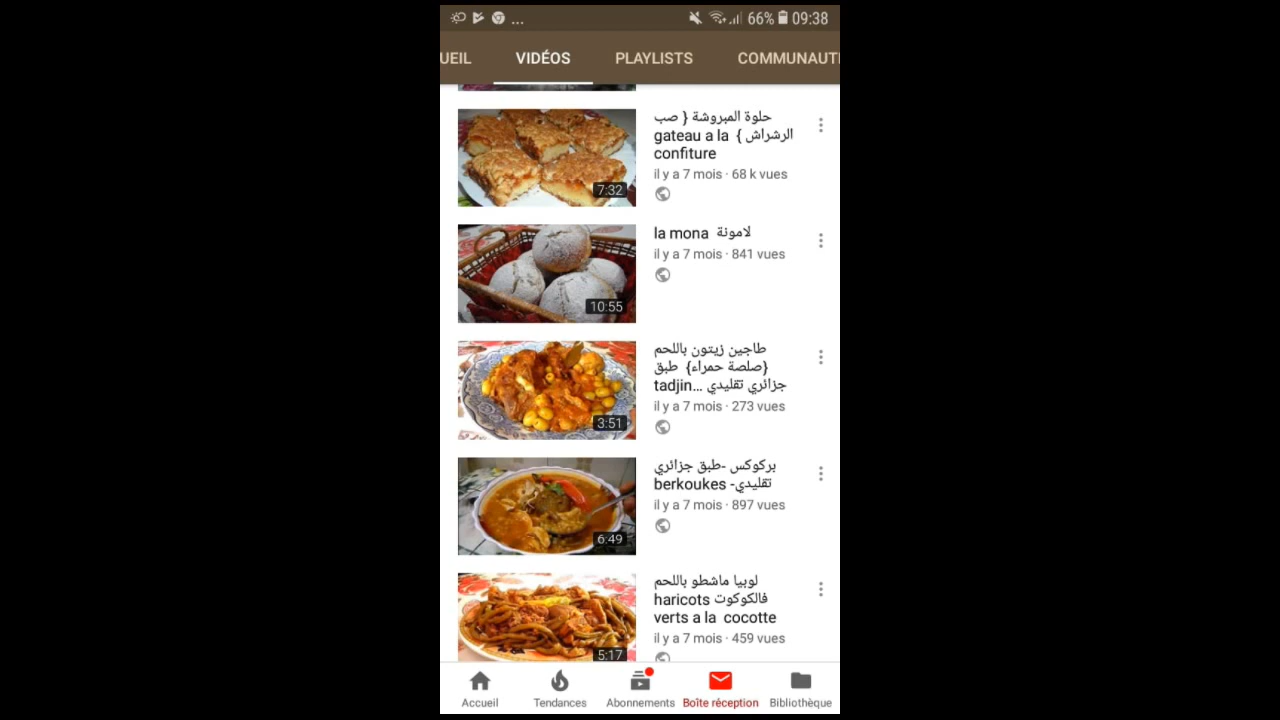 ... 66% 09:38
UEIL VIDÉOS PLAYLISTS COMMUNAUT
حلوة المبروشة { صب
الرشراش } gateau a la
confiture
il y a 7 mois · 68 k vues
7:32
la mona لامونة
il y a 7 mois · 841 vues
10:55
طاجين زيتون باللحم
{صلصة حمراء} طبق
جزائري تقليدي ...tadjin
il y a 7 mois · 273 vues
3:51
بركوكس -طبق جزائري
تقليدي- berkoukes
il y a 7 mois · 897 vues
6:49
لوبيا ماشطو باللحم
فالكوكوت haricots
verts a la cocotte
il y a 7 mois · 459 vues
5:17
Accueil Tendances Abonnements Boîte réception Bibliothèque